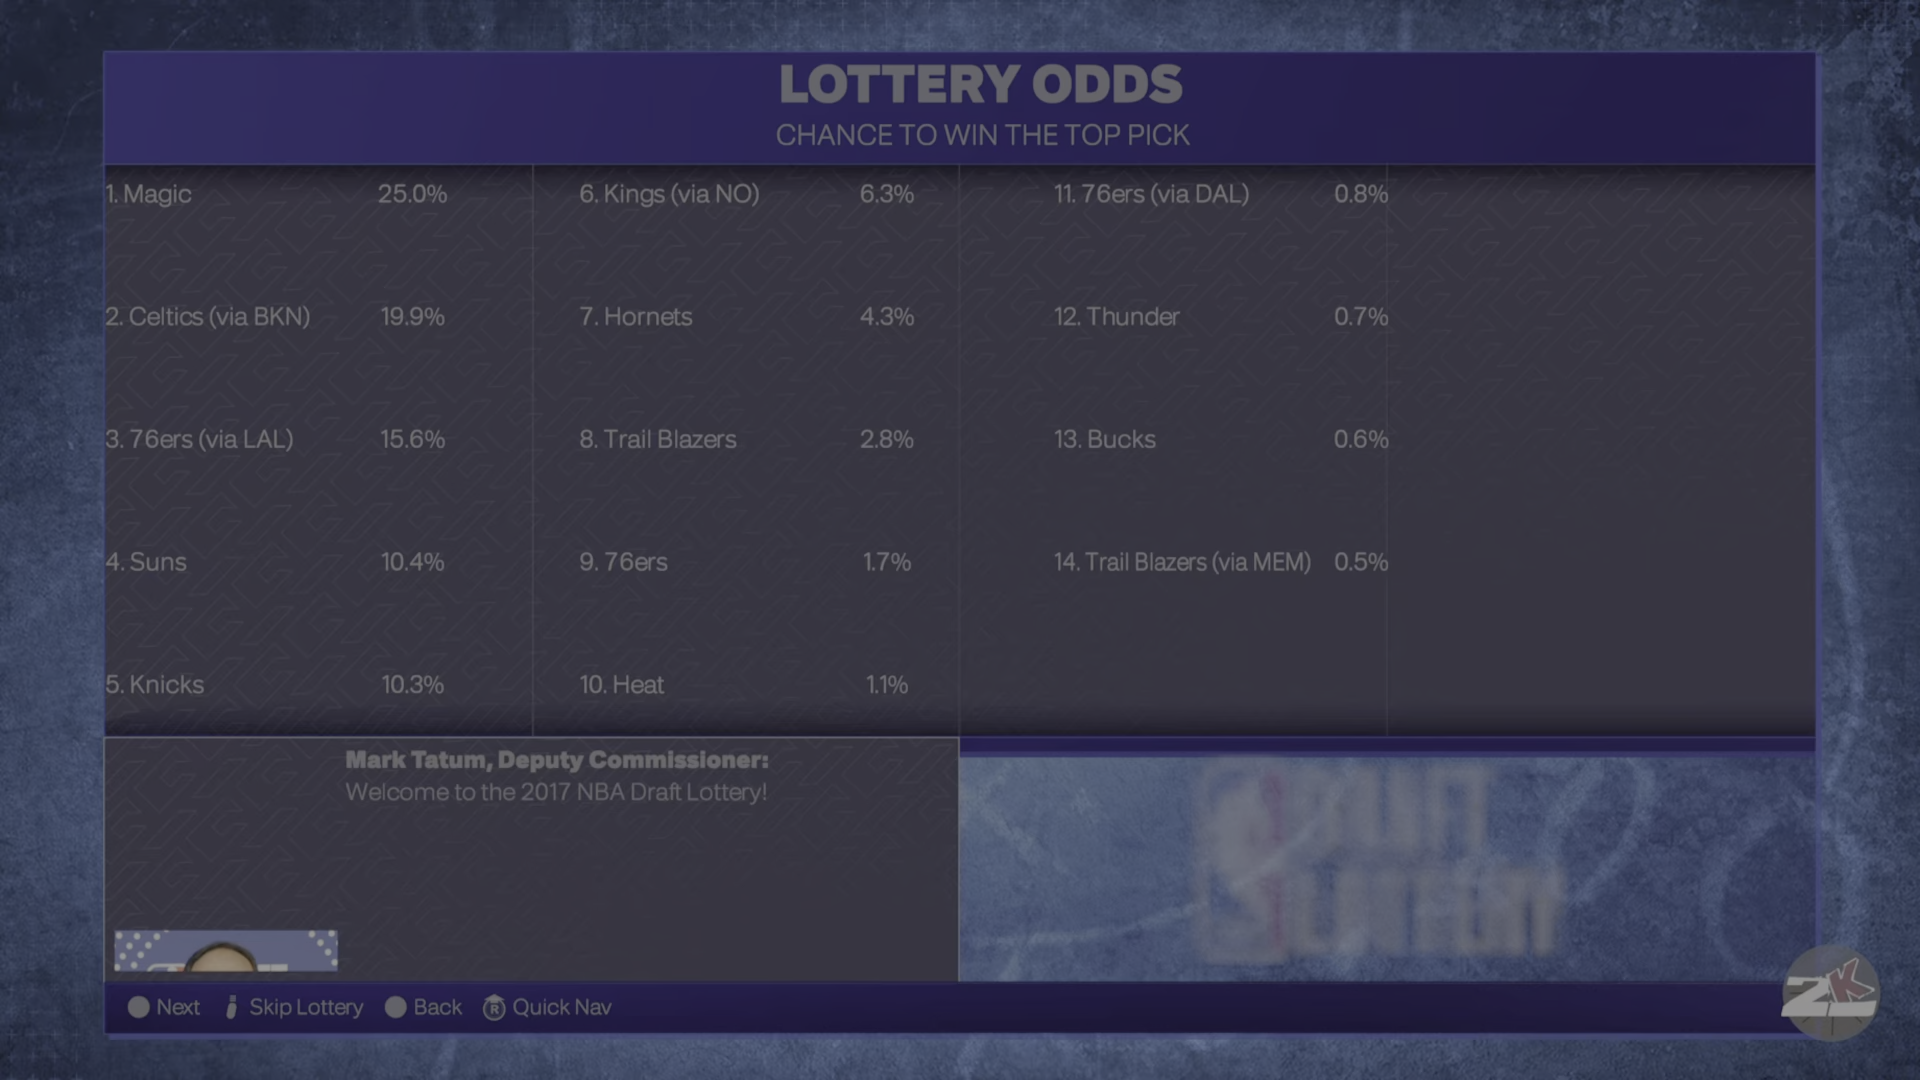 LOTTERY ODDS
CHANCE TO WIN THE TOP PICK
1. Magic 25.0%
2. Celtics (via BKN) 19.9%
3. 76ers (via LAL) 15.6%
4. Suns 10.4%
5. Knicks 10.3%
6. Kings (via NO) 6.3%
7. Hornets 4.3%
8. Trail Blazers 2.8%
9. 76ers 1.7%
10. Heat 1.1%
11. 76ers (via DAL) 0.8%
12. Thunder 0.7%
13. Bucks 0.6%
14. Trail Blazers (via MEM) 0.5%
Mark Tatum, Deputy Commissioner:
Welcome to the 2017 NBA Draft Lottery!
DRAFT
LOTTERY
Next Skip Lottery Back R Quick Nav
2K